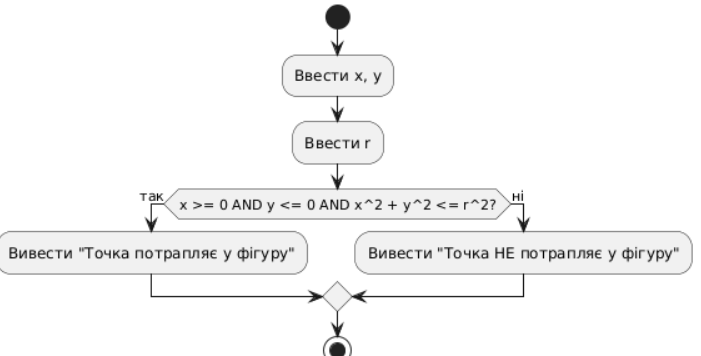 Ввести x, y
Ввести r
так
x >= 0 AND y <= 0 AND x^2 + y^2 <= r^2?
ні
Вивести "Точка потрапляє у фігуру"
Вивести "Точка НЕ потрапляє у фігуру"